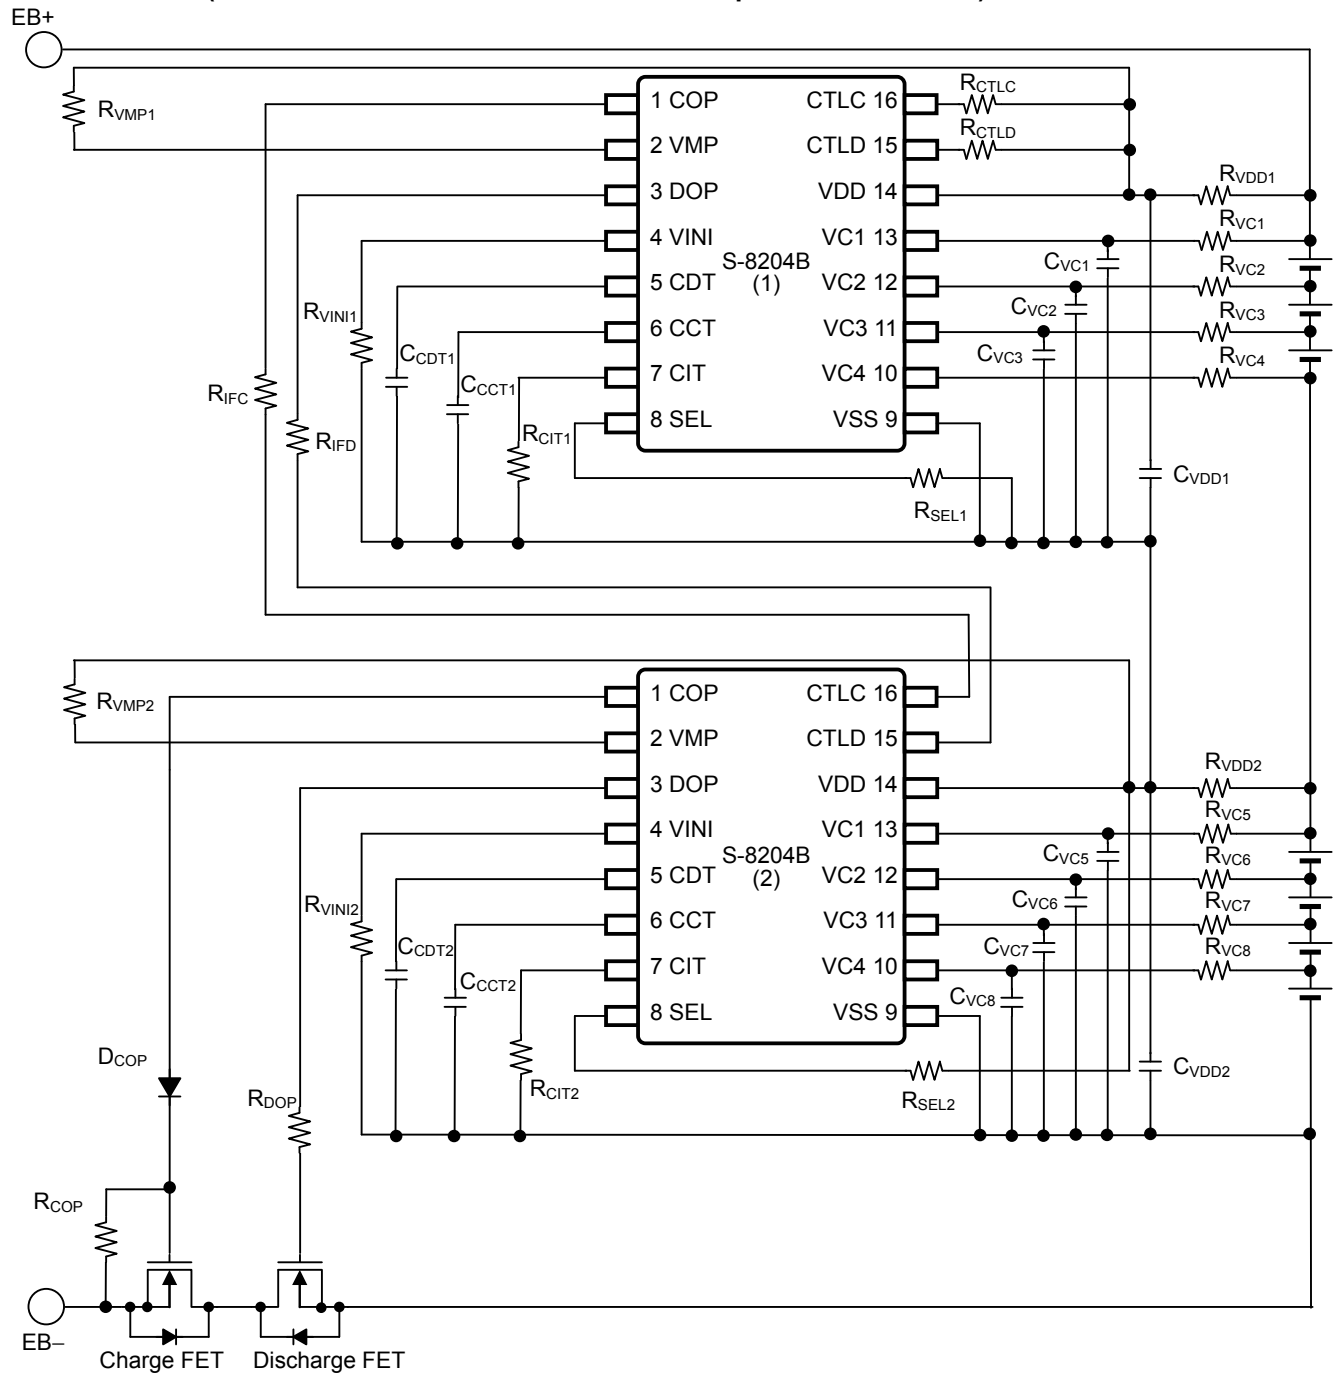 EB+
RVMP1
1 COP
CTLC 16
RCTLC
2 VMP
CTLD 15
RCTLD
3 DOP
VDD 14
RVDD1
4 VINI
VC1 13
RVC1
S-8204B
(1)
CVC1
5 CDT
VC2 12
RVC2
RVINI1
CVC2
6 CCT
VC3 11
RVC3
CCDT1
CVC3
7 CIT
VC4 10
RVC4
RIFC
CCCT1
8 SEL
VSS 9
RIFD
RCIT1
CVDD1
RSEL1
RVMP2
1 COP
CTLC 16
2 VMP
CTLD 15
3 DOP
VDD 14
RVDD2
4 VINI
VC1 13
RVC5
S-8204B
(2)
CVC5
5 CDT
VC2 12
RVC6
RVINI2
CVC6
6 CCT
VC3 11
RVC7
CCDT2
CVC7
7 CIT
VC4 10
RVC8
CCCT2
CVC8
8 SEL
VSS 9
DCOP
RCIT2
CVDD2
RDOP
RSEL2
RCOP
EB−
Charge FET
Discharge FET